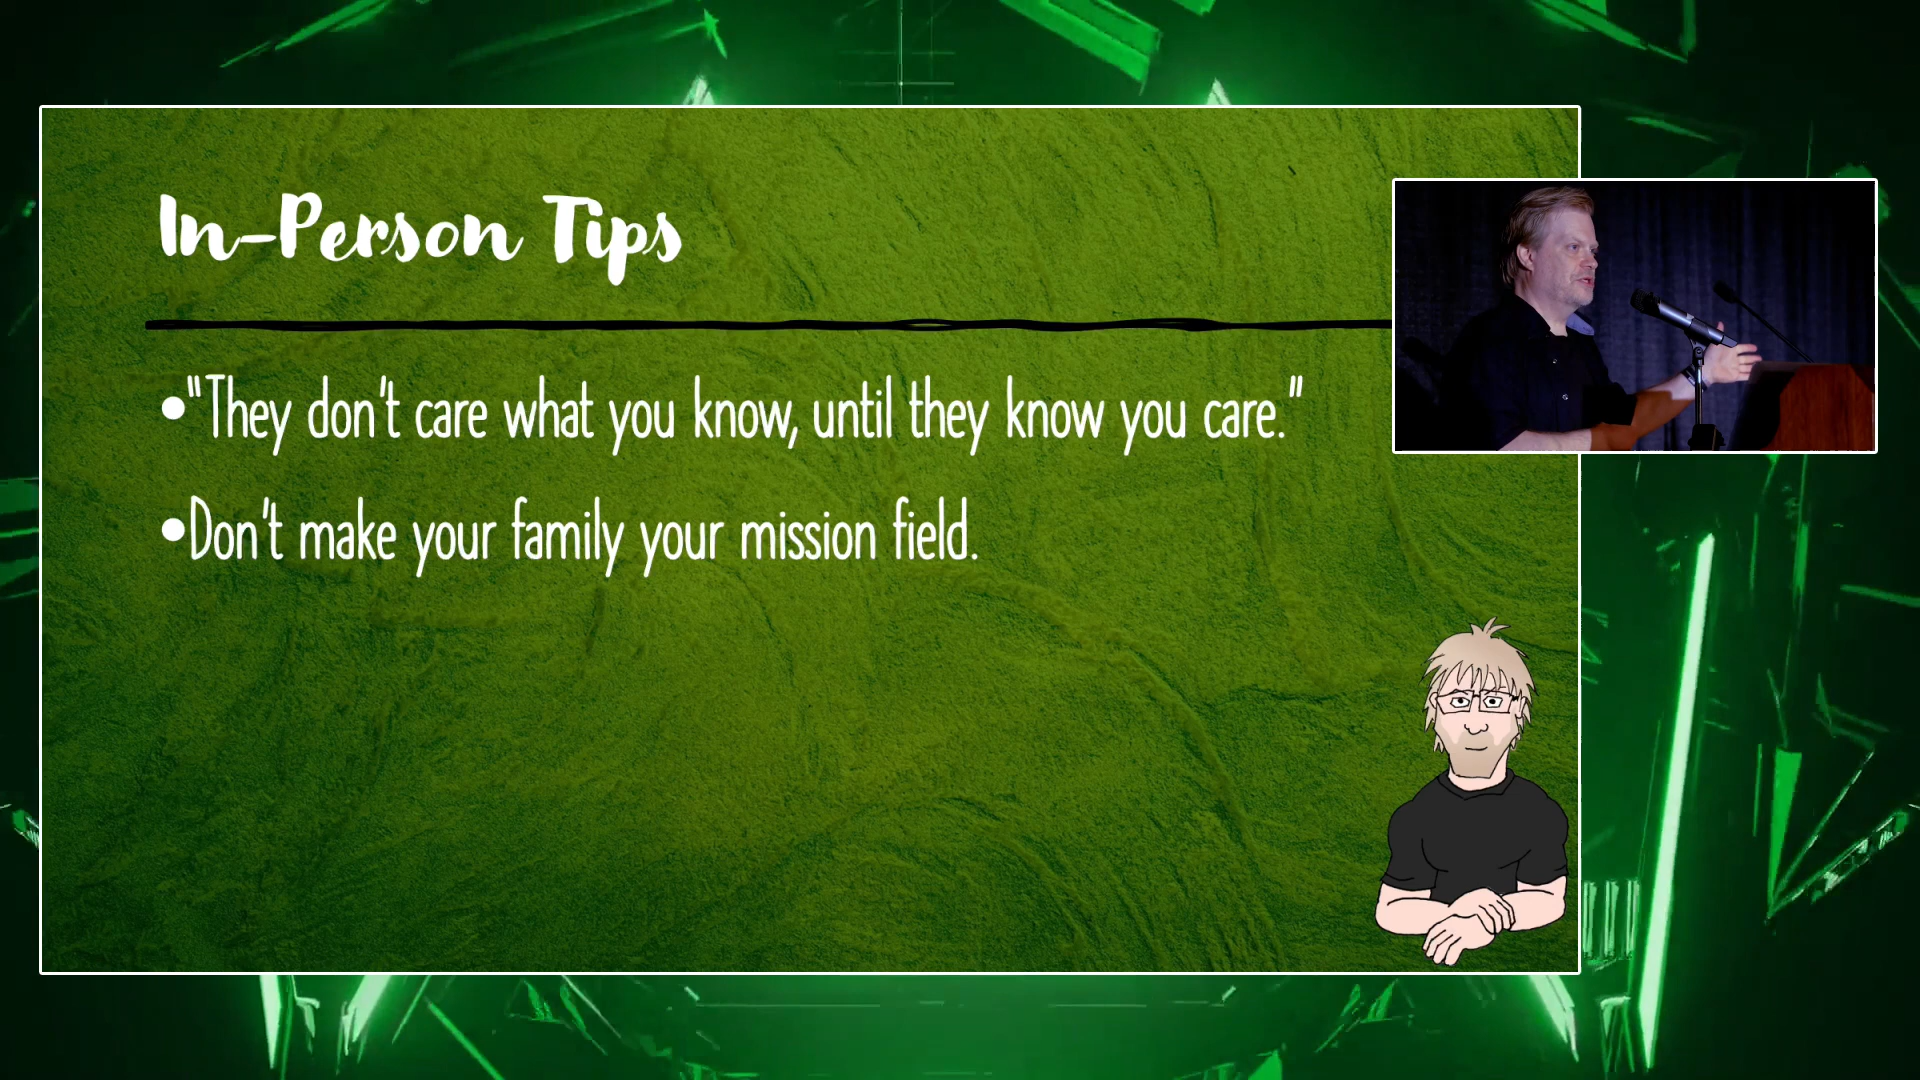 In-Person Tips
•"They don't care what you know, until they know you care."
•Don't make your family your mission field.